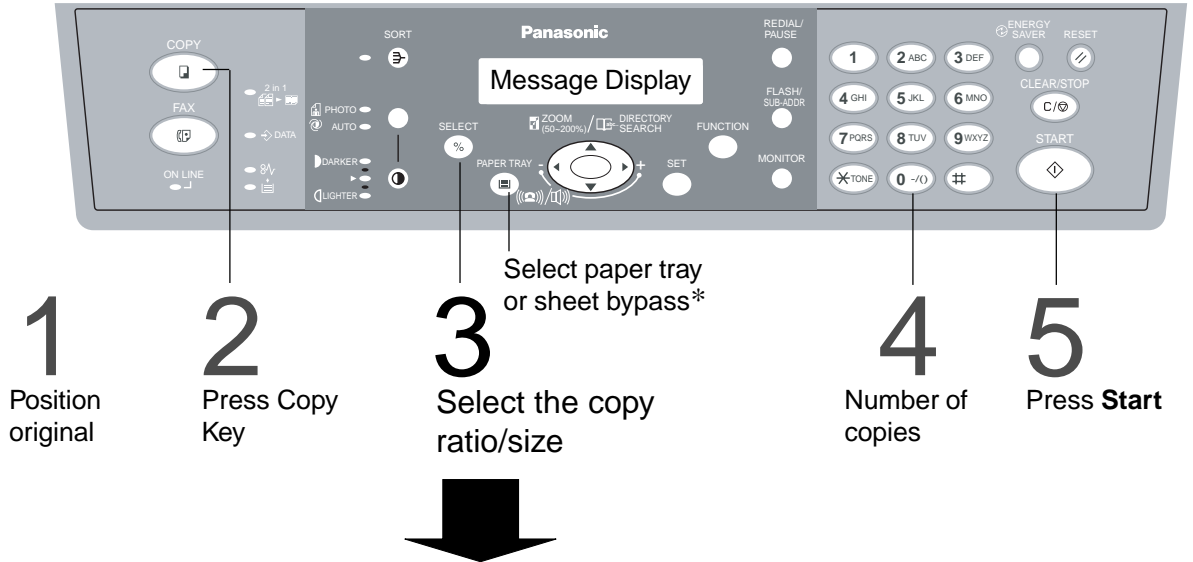 COPY
FAX
ON LINE
2 in 1
DATA
SORT
PHOTO
AUTO
DARKER
LIGHTER
Panasonic
Message Display
SELECT
%
PAPER TRAY
ZOOM
(50~200%)
/
DIRECTORY
SEARCH
- +
SET
FUNCTION
REDIAL/
PAUSE
FLASH/
SUB-ADDR
MONITOR
1 2 ABC 3 DEF
4 GHI 5 JKL 6 MNO
7 PQRS 8 TUV 9 WXYZ
TONE 0 -/() #
ENERGY
SAVER
RESET
CLEAR/STOP
C/
START
Select paper tray
or sheet bypass*
1
Position
original
2
Press Copy
Key
3
Select the copy
ratio/size
4
Number of
copies
5
Press Start